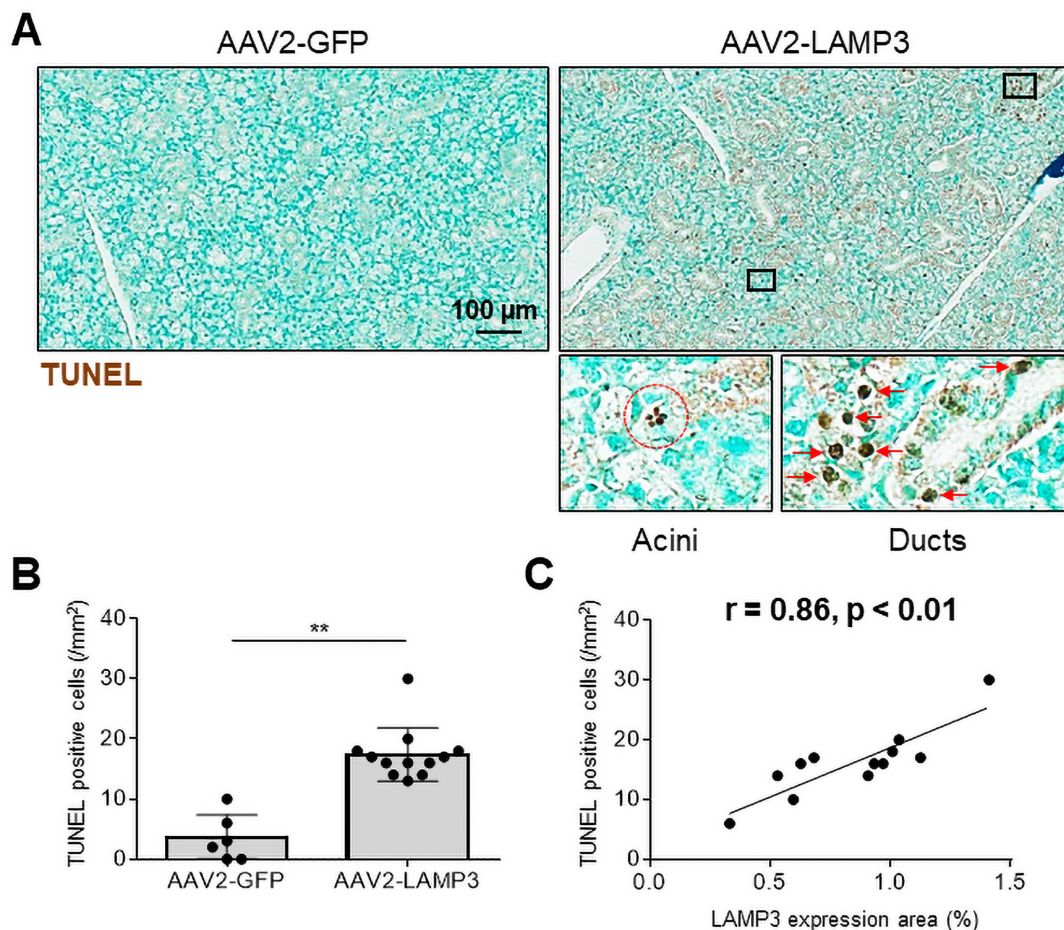 A
AAV2-GFP
AAV2-LAMP3
100 µm
TUNEL
Acini
Ducts
B
TUNEL positive cells (/mm²)
40
30
20
10
0
**
AAV2-GFP
AAV2-LAMP3
C
r = 0.86, p < 0.01
TUNEL positive cells (/mm²)
40
30
20
10
0
0.0
0.5
1.0
1.5
LAMP3 expression area (%)